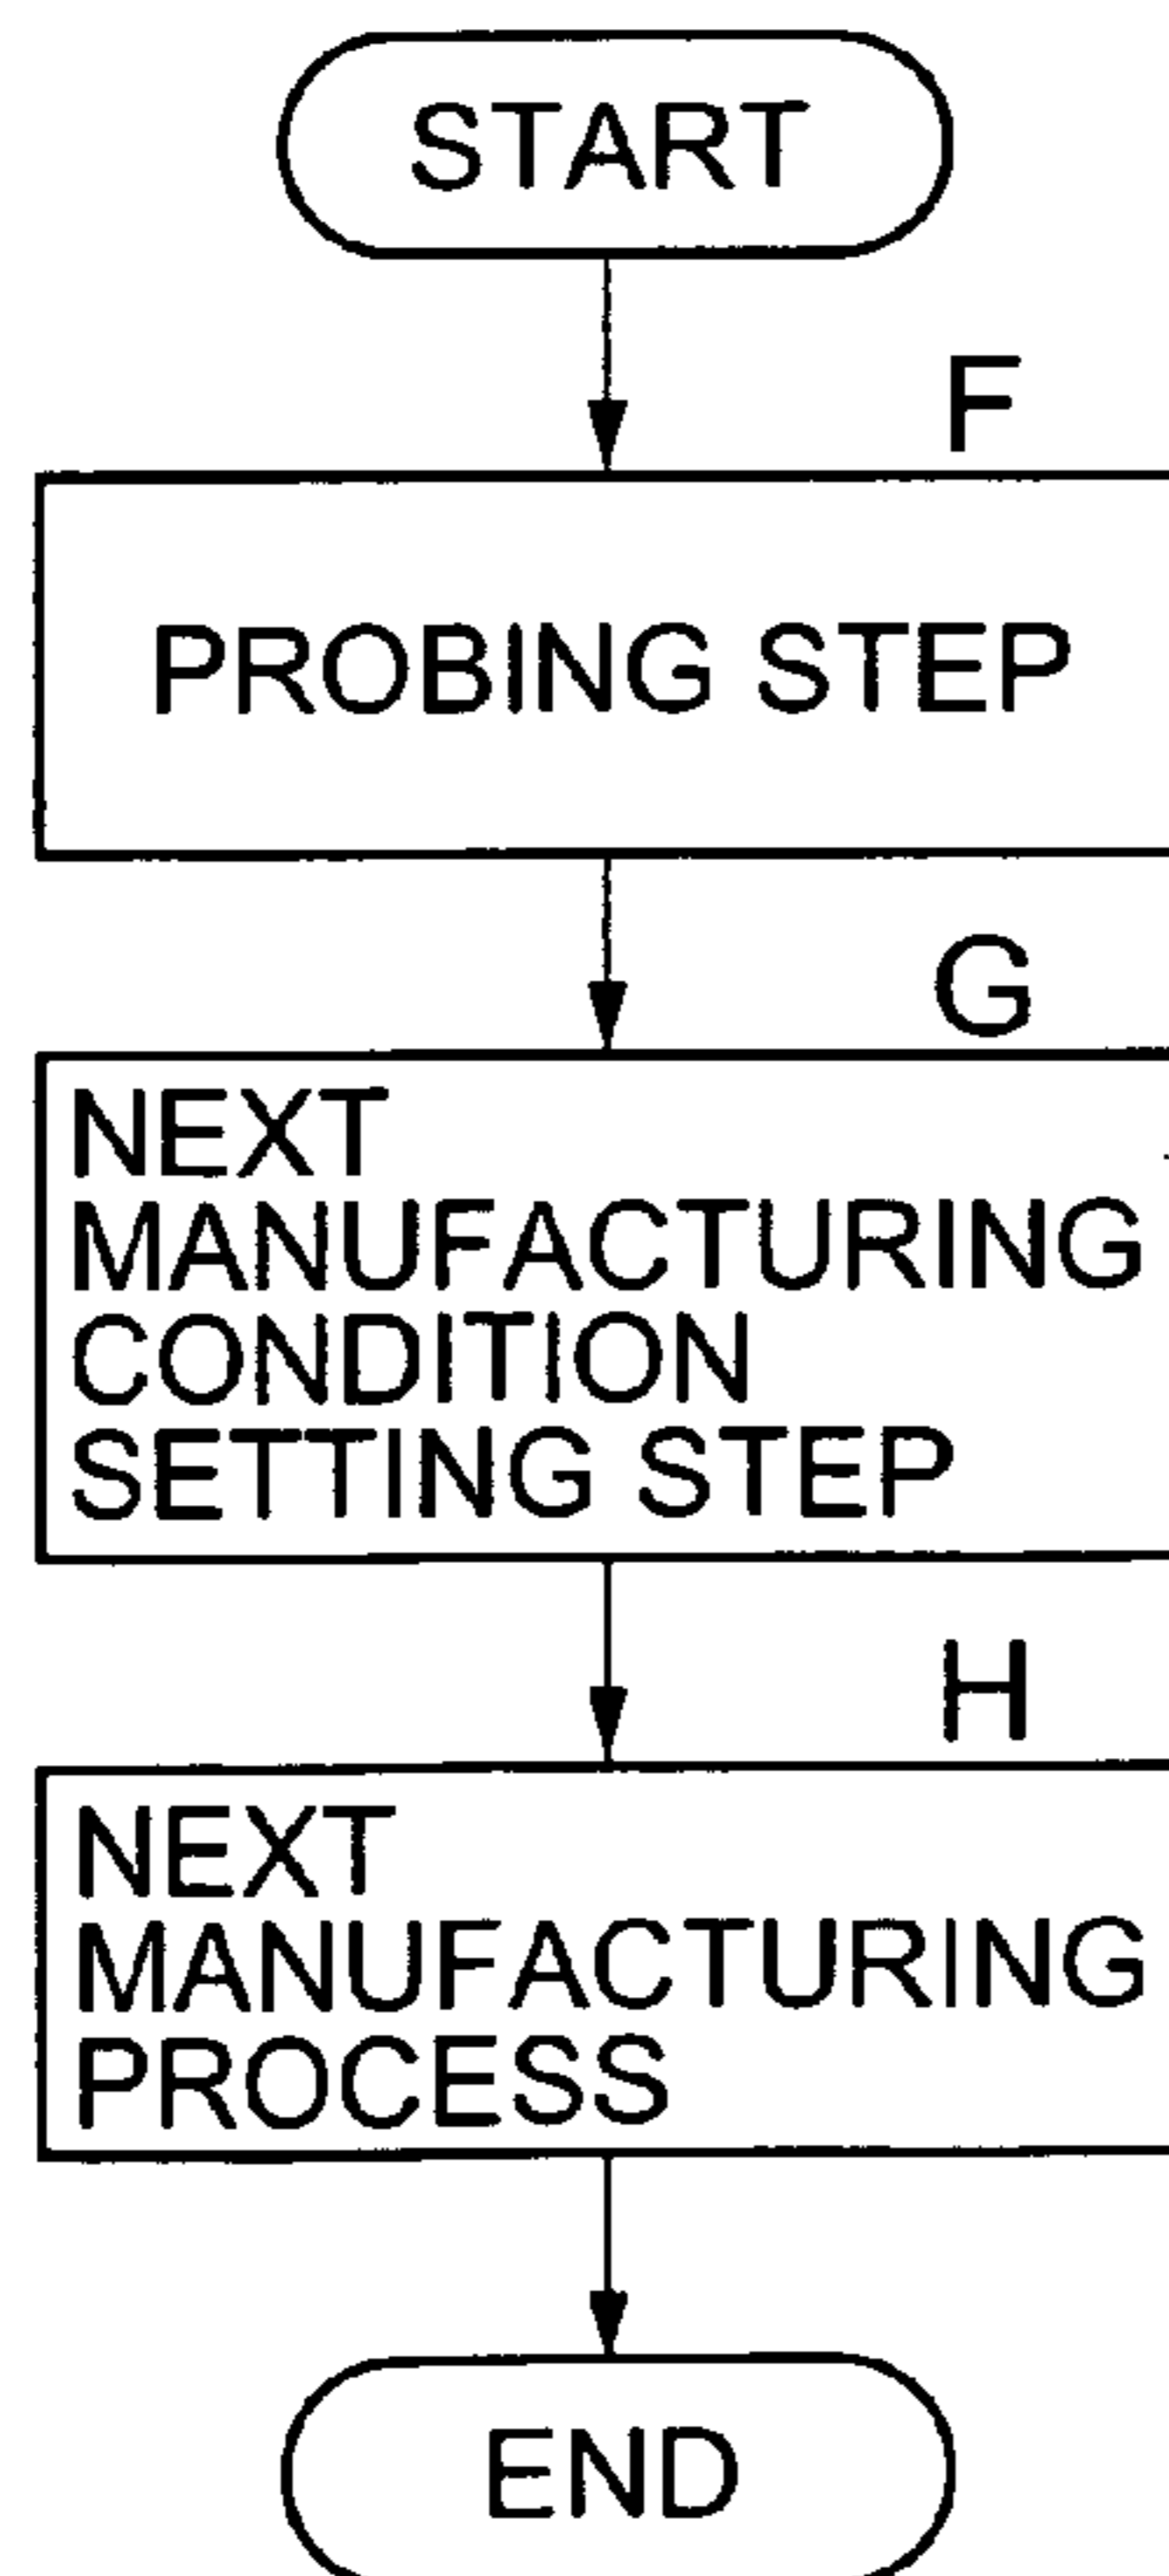 START
F
PROBING STEP
G
NEXT
MANUFACTURING
CONDITION
SETTING STEP
H
NEXT
MANUFACTURING
PROCESS
END